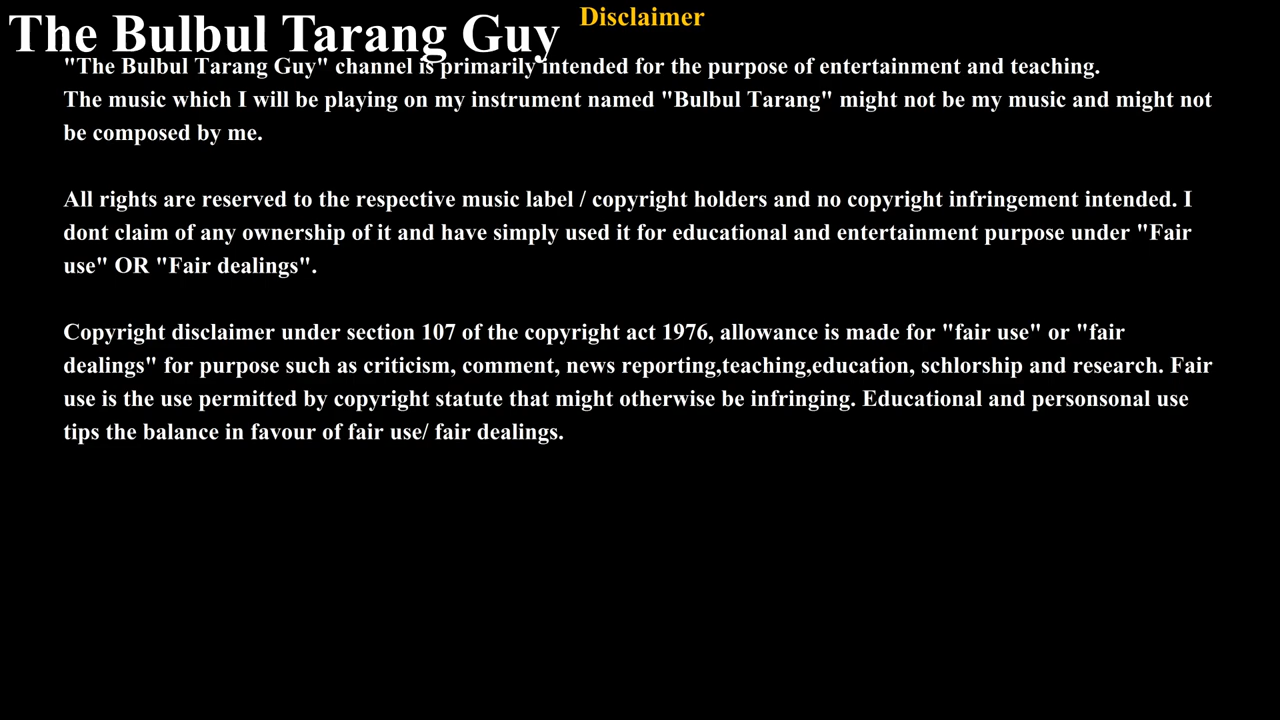 The Bulbul Tarang Guy
Disclaimer
"The Bulbul Tarang Guy" channel is primarily intended for the purpose of entertainment and teaching.
The music which I will be playing on my instrument named "Bulbul Tarang" might not be my music and might not
be composed by me.
All rights are reserved to the respective music label / copyright holders and no copyright infringement intended. I
dont claim of any ownership of it and have simply used it for educational and entertainment purpose under "Fair
use" OR "Fair dealings".
Copyright disclaimer under section 107 of the copyright act 1976, allowance is made for "fair use" or "fair
dealings" for purpose such as criticism, comment, news reporting,teaching,education, schlorship and research. Fair
use is the use permitted by copyright statute that might otherwise be infringing. Educational and personsonal use
tips the balance in favour of fair use/ fair dealings.